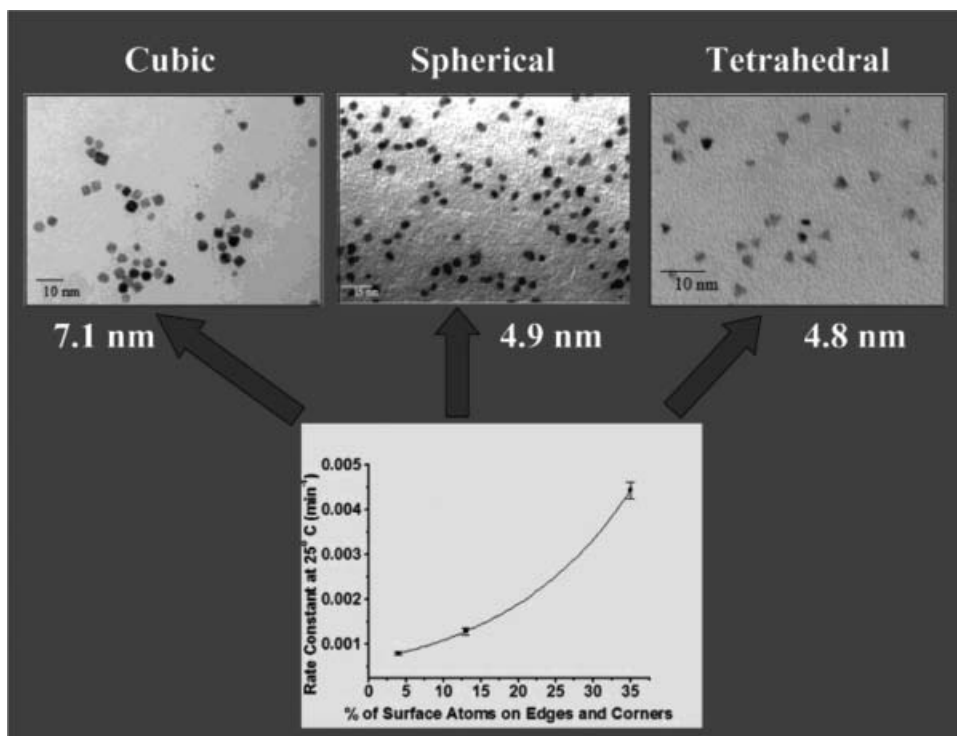 Cubic
Spherical
Tetrahedral
10 nm
10 nm
7.1 nm
4.9 nm
4.8 nm
Rate Constant at 25⁰ C (min⁻¹)
0.005
0.004
0.003
0.002
0.001
0 5 10 15 20 25 30 35
% of Surface Atoms on Edges and Corners